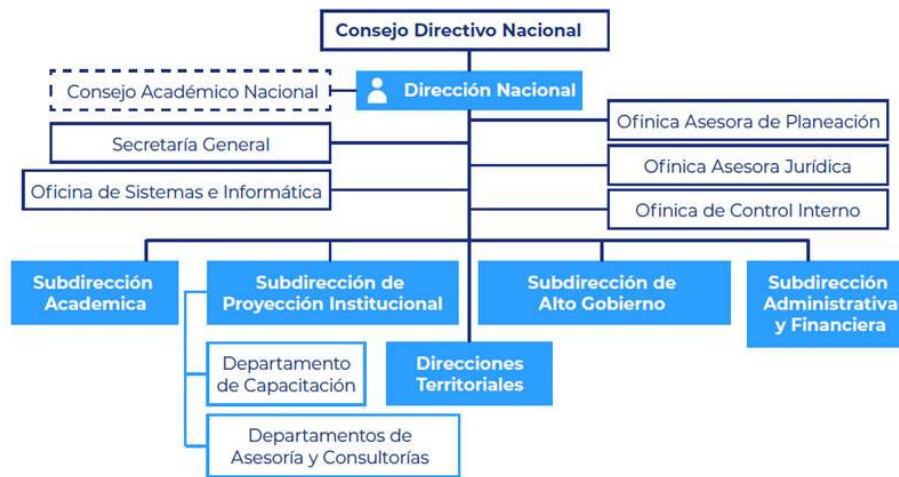 Consejo Directivo Nacional
Consejo Académico Nacional
Dirección Nacional
Ofinica Asesora de Planeación
Secretaría General
Ofinica Asesora Jurídica
Oficina de Sistemas e Informática
Ofinica de Control Interno
Subdirección
Academica
Subdirección de
Proyección Institucional
Subdirección de
Alto Gobierno
Subdirección
Administrativa
y Financiera
Departamento
de Capacitación
Direcciones
Territoriales
Departamentos de
Asesoría y Consultorías